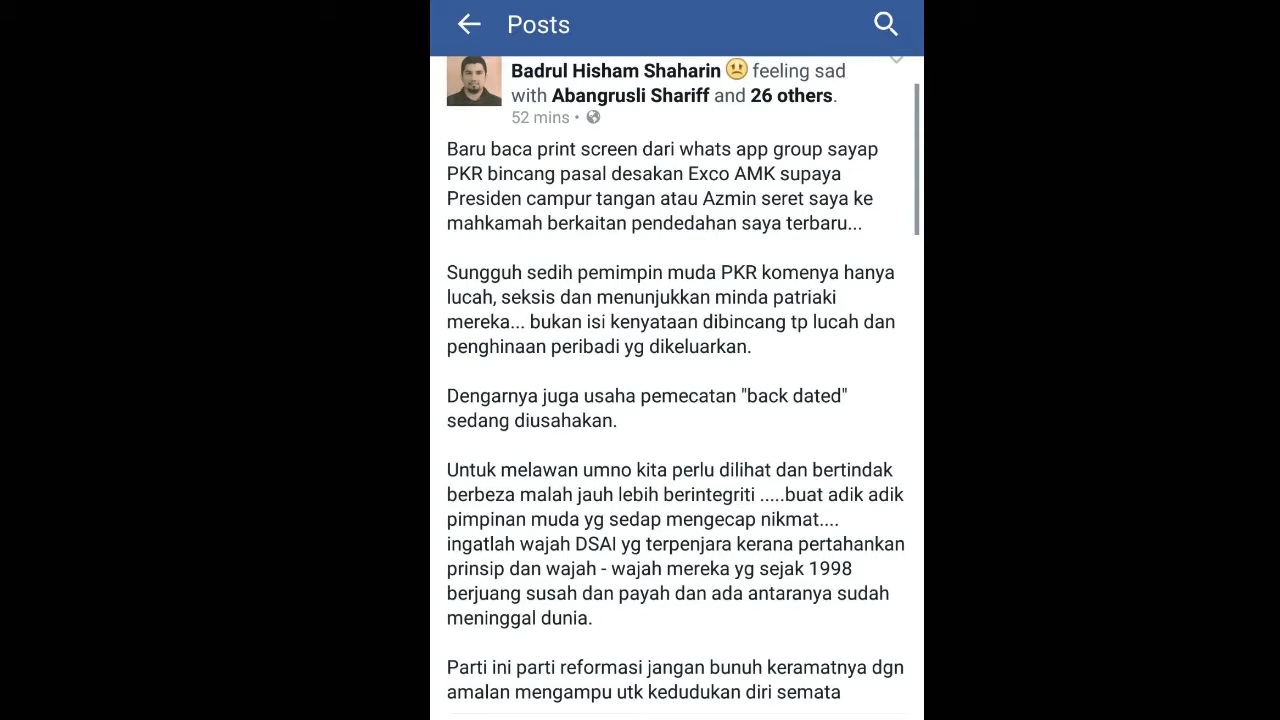 Posts
Badrul Hisham Shaharin feeling sad
with Abangrusli Shariff and 26 others.
52 mins •
Baru baca print screen dari whats app group sayap
PKR bincang pasal desakan Exco AMK supaya
Presiden campur tangan atau Azmin seret saya ke
mahkamah berkaitan pendedahan saya terbaru...
Sungguh sedih pemimpin muda PKR komenya hanya
lucah, seksis dan menunjukkan minda patriaki
mereka... bukan isi kenyataan dibincang tp lucah dan
penghinaan peribadi yg dikeluarkan.
Dengarnya juga usaha pemecatan "back dated"
sedang diusahakan.
Untuk melawan umno kita perlu dilihat dan bertindak
berbeza malah jauh lebih berintegriti .....buat adik adik
pimpinan muda yg sedap mengecap nikmat....
ingatlah wajah DSAI yg terpenjara kerana pertahankan
prinsip dan wajah - wajah mereka yg sejak 1998
berjuang susah dan payah dan ada antaranya sudah
meninggal dunia.
Parti ini parti reformasi jangan bunuh keramatnya dgn
amalan mengampu utk kedudukan diri semata